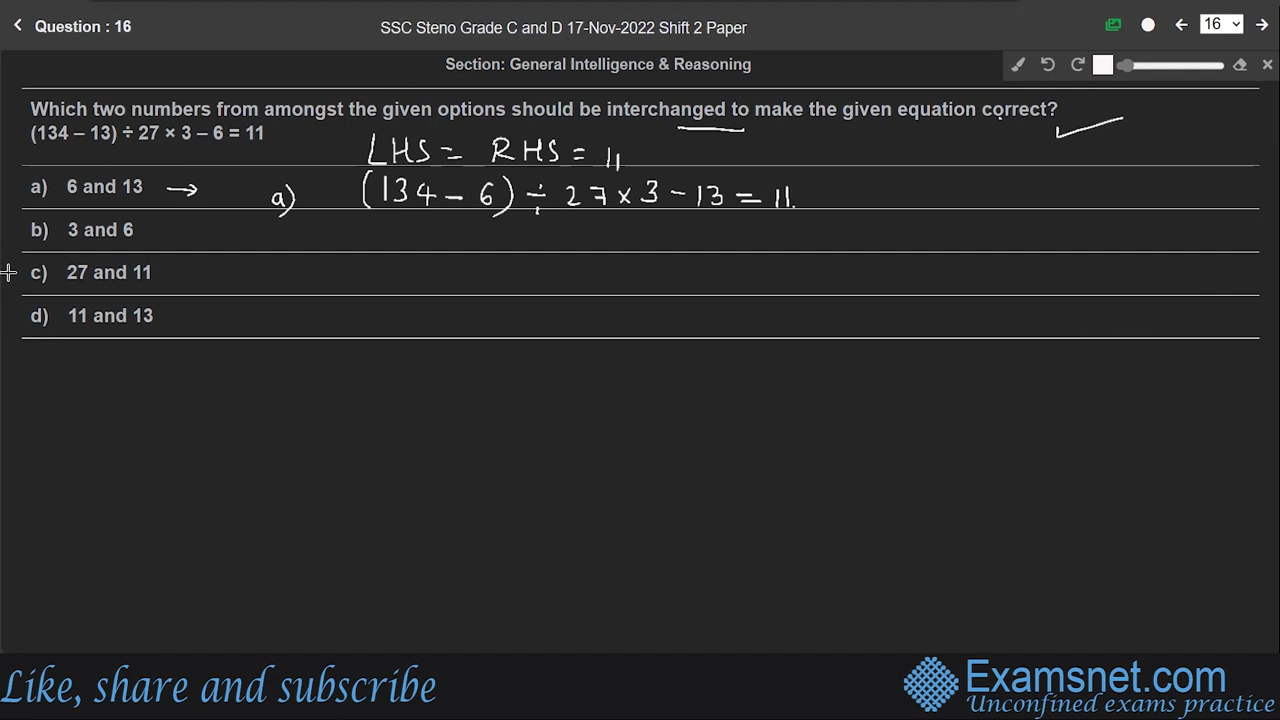 Question : 16
SSC Steno Grade C and D 17-Nov-2022 Shift 2 Paper
16
Section: General Intelligence & Reasoning
Which two numbers from amongst the given options should be interchanged to make the given equation correct?
(134 – 13) ÷ 27 × 3 – 6 = 11
LHS = RHS = 11
a) 6 and 13 →
a) (134 – 6) ÷ 27 × 3 – 13 = 11.
b) 3 and 6
c) 27 and 11
d) 11 and 13
Like, share and subscribe
Examsnet.com
Unconfined exams practice